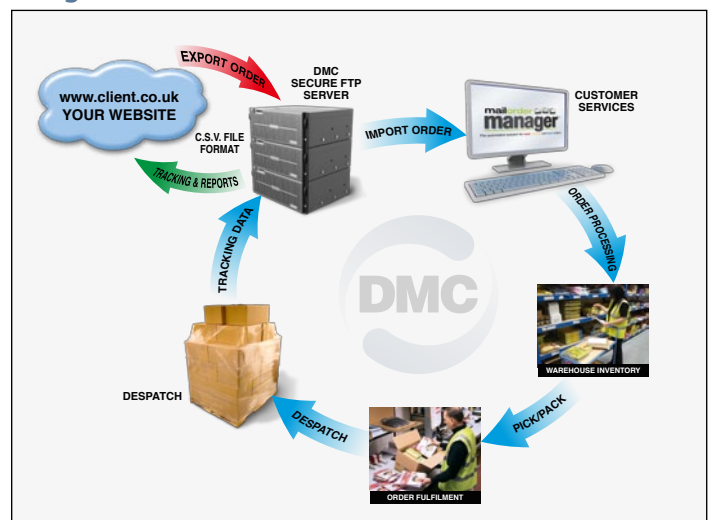 EXPORT ORDER
www.client.co.uk
YOUR WEBSITE
DMC
SECURE FTP
SERVER
C.S.V. FILE
FORMAT
TRACKING & REPORTS
IMPORT ORDER
mailorder
manager
CUSTOMER
SERVICES
ORDER PROCESSING
TRACKING DATA
DMC
WAREHOUSE INVENTORY
PICK/PACK
DESPATCH
DESPATCH
ORDER FULFILMENT